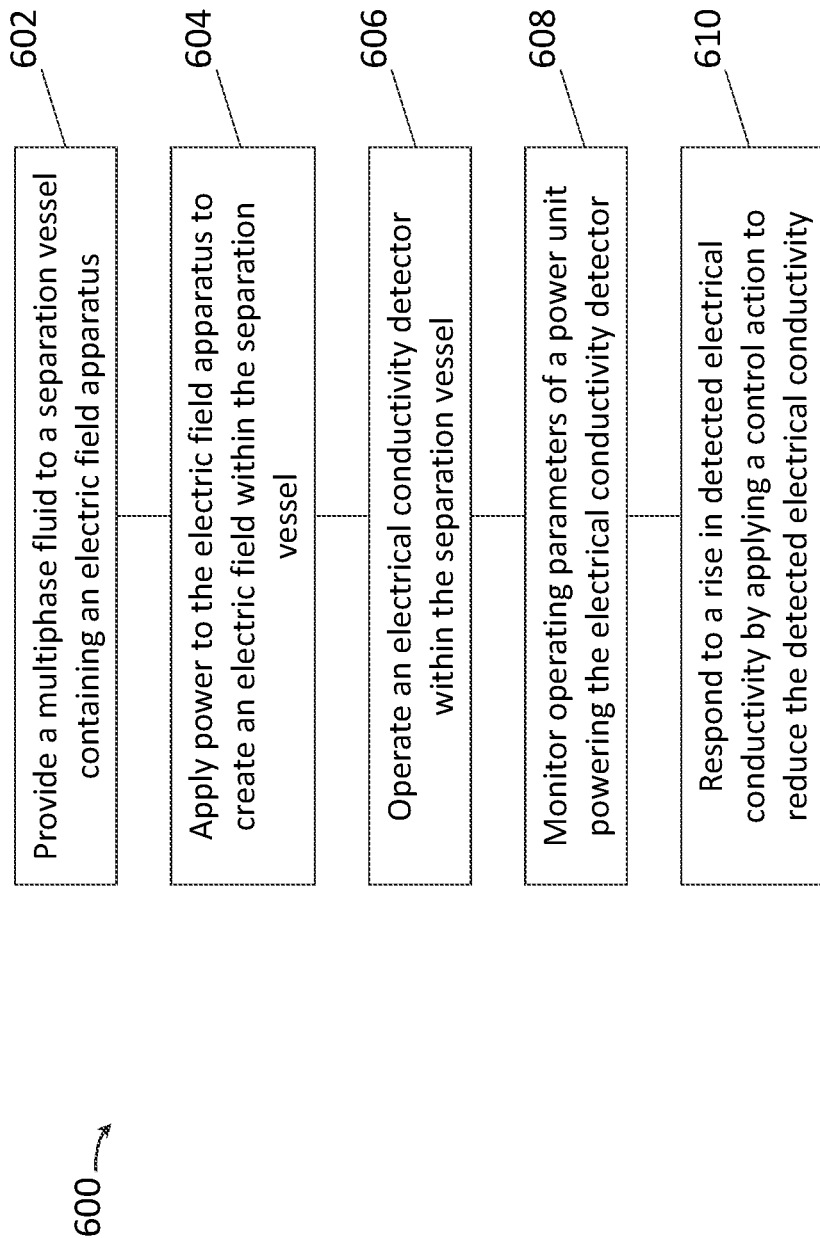 600
602
Provide a multiphase fluid to a separation vessel
containing an electric field apparatus
604
Apply power to the electric field apparatus to
create an electric field within the separation
vessel
606
Operate an electrical conductivity detector
within the separation vessel
608
Monitor operating parameters of a power unit
powering the electrical conductivity detector
610
Respond to a rise in detected electrical
conductivity by applying a control action to
reduce the detected electrical conductivity